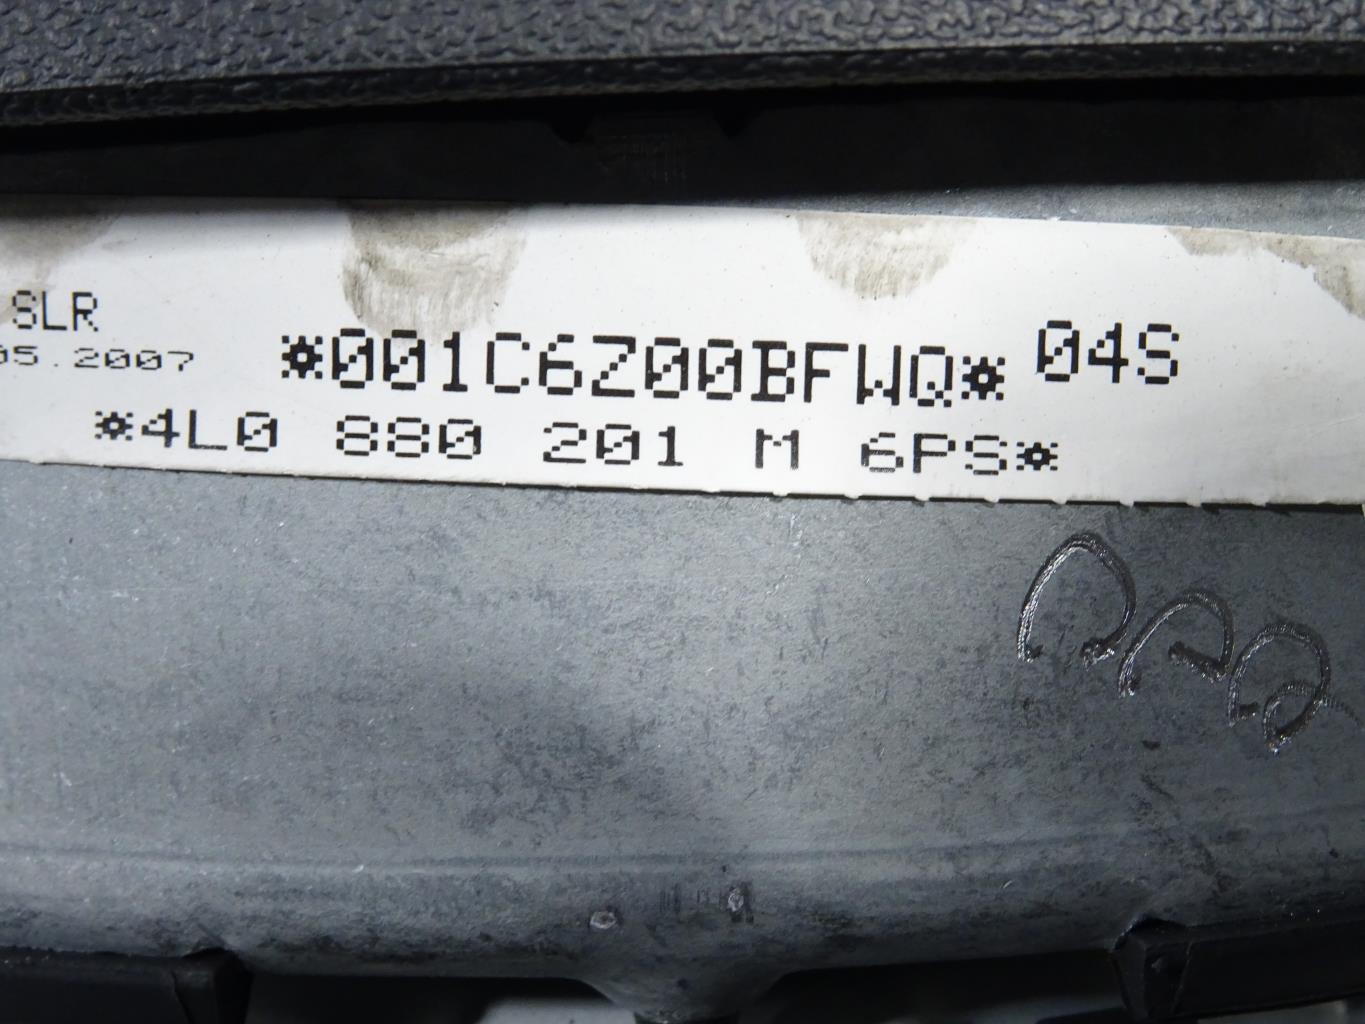 SLR
05.2007
*001C6Z00BFWQ* 04S
*4L0 880 201 M 6PS*